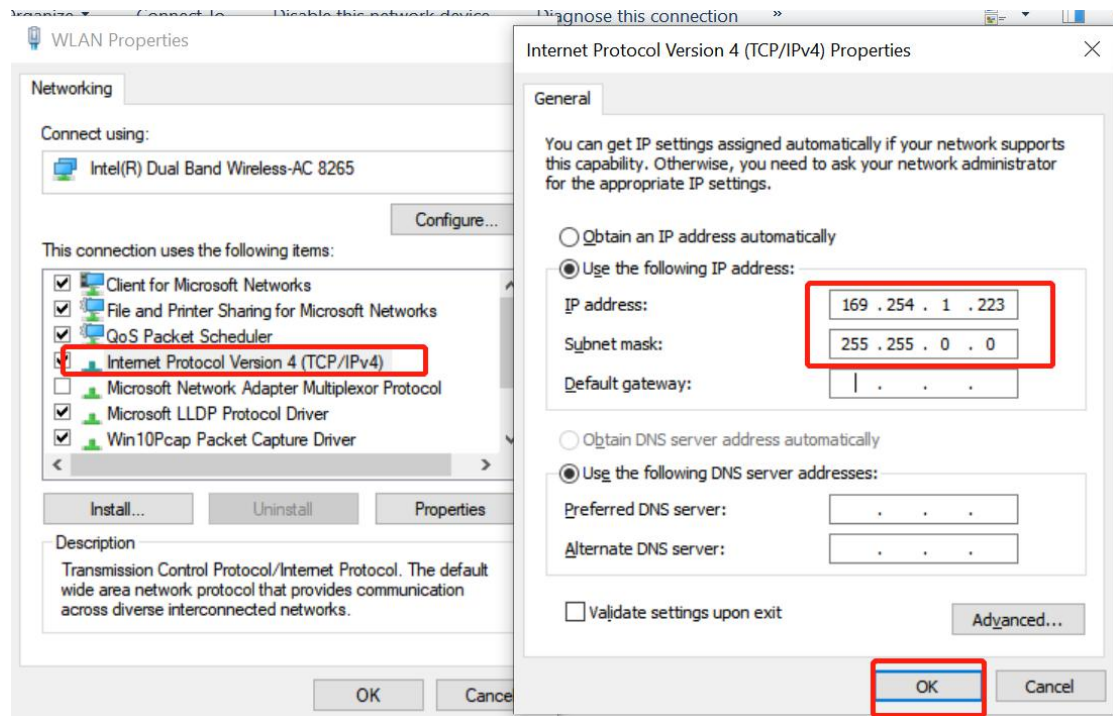 Organize Connect To Disable this network device Diagnose this connection »
WLAN Properties
Networking
Connect using:
Intel(R) Dual Band Wireless-AC 8265
Configure...
This connection uses the following items:
Client for Microsoft Networks
File and Printer Sharing for Microsoft Networks
QoS Packet Scheduler
Internet Protocol Version 4 (TCP/IPv4)
Microsoft Network Adapter Multiplexor Protocol
Microsoft LLDP Protocol Driver
Win10Pcap Packet Capture Driver
Install... Uninstall Properties
Description
Transmission Control Protocol/Internet Protocol. The default
wide area network protocol that provides communication
across diverse interconnected networks.
OK Cance
Internet Protocol Version 4 (TCP/IPv4) Properties
General
You can get IP settings assigned automatically if your network supports
this capability. Otherwise, you need to ask your network administrator
for the appropriate IP settings.
Obtain an IP address automatically
Use the following IP address:
IP address: 169 . 254 . 1 . 223
Subnet mask: 255 . 255 . 0 . 0
Default gateway: . . .
Obtain DNS server address automatically
Use the following DNS server addresses:
Preferred DNS server: . . .
Alternate DNS server: . . .
Validate settings upon exit
Advanced...
OK Cancel